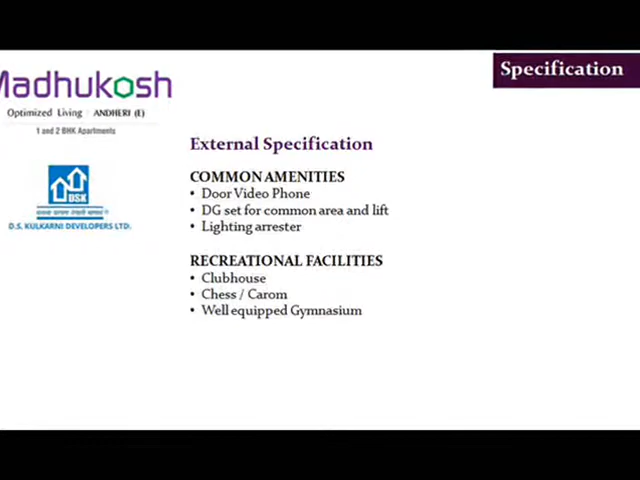 Specification
Madhukosh
Optimized Living ANDHERI (E)
1 and 2 BHK Apartments
DSK
D.S. KULKARNI DEVELOPERS LTD.
External Specification
COMMON AMENITIES
• Door Video Phone
• DG set for common area and lift
• Lighting arrester
RECREATIONAL FACILITIES
• Clubhouse
• Chess / Carom
• Well equipped Gymnasium